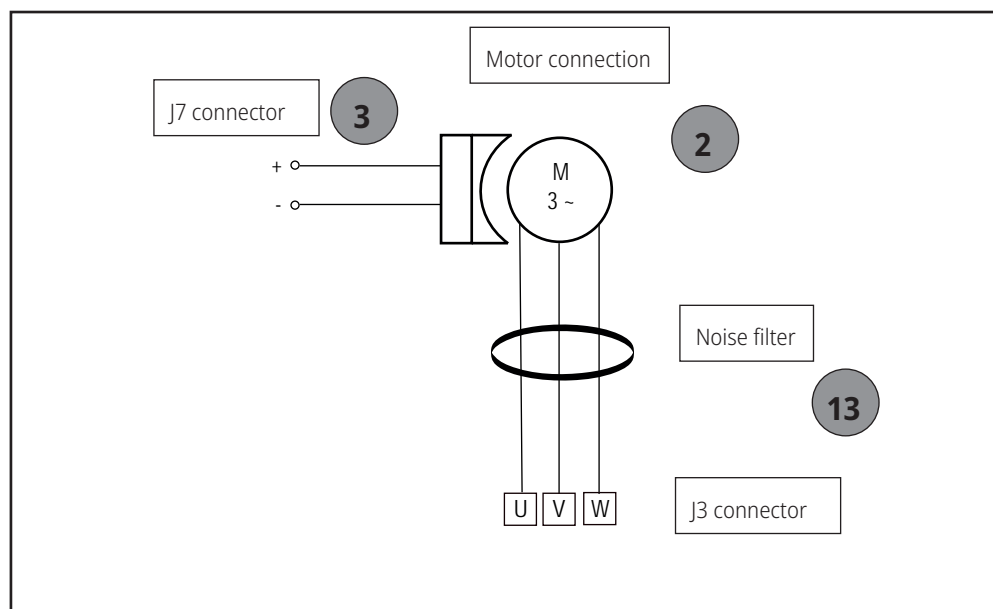 Motor connection
J7 connector
3
2
+
-
M
3 ~
Noise filter
13
U V W
J3 connector